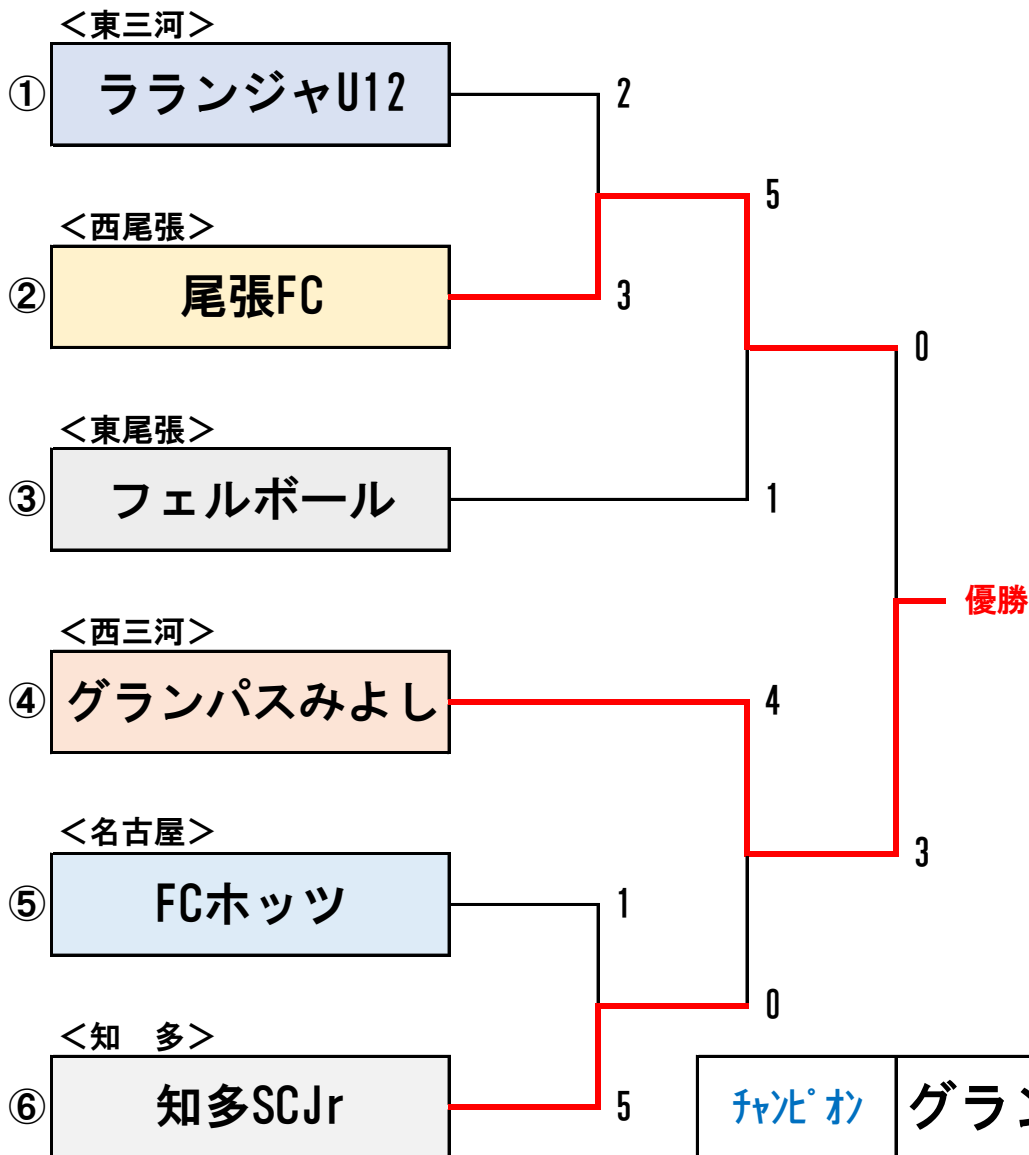 <東三河>
① ラランジャU12
2
5
<西尾張>
② 尾張FC
3
0
<東尾張>
③ フェルボール
1
優勝
<西三河>
④ グランパスみよし
4
3
<名古屋>
⑤ FCホッツ
1
0
<知　多>
⑥ 知多SCJr
5
ﾁｬﾝﾋﾟｵﾝ グラン